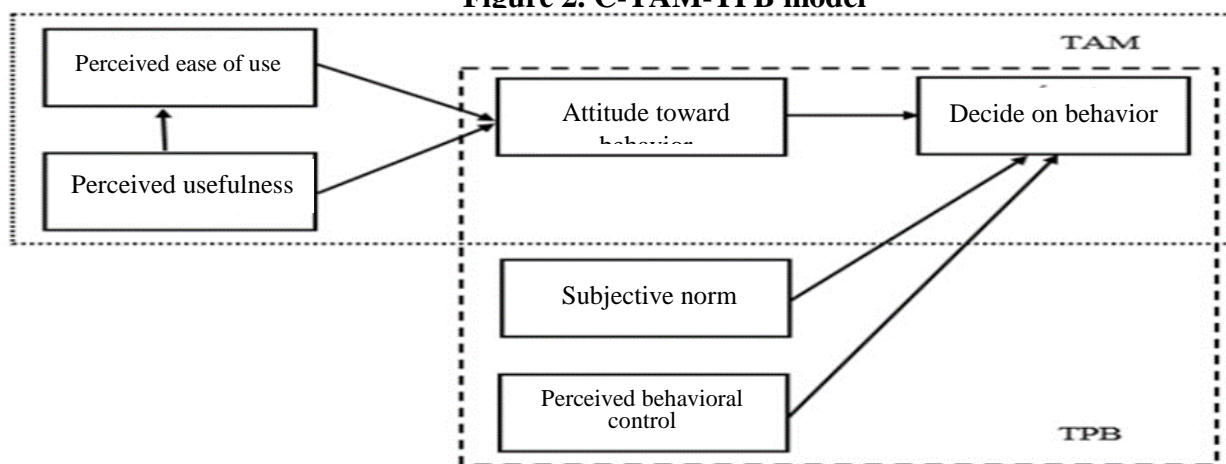 Figure 2. C-TAM-TPB model
TAM
Perceived ease of use
Attitude toward
behavior
Decide on behavior
Perceived usefulness
Subjective norm
Perceived behavioral
control
TPB